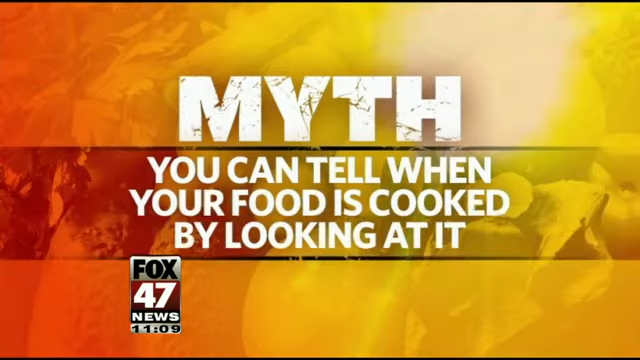 MYTH
YOU CAN TELL WHEN
YOUR FOOD IS COOKED
BY LOOKING AT IT
FOX
47
NEWS
11:09